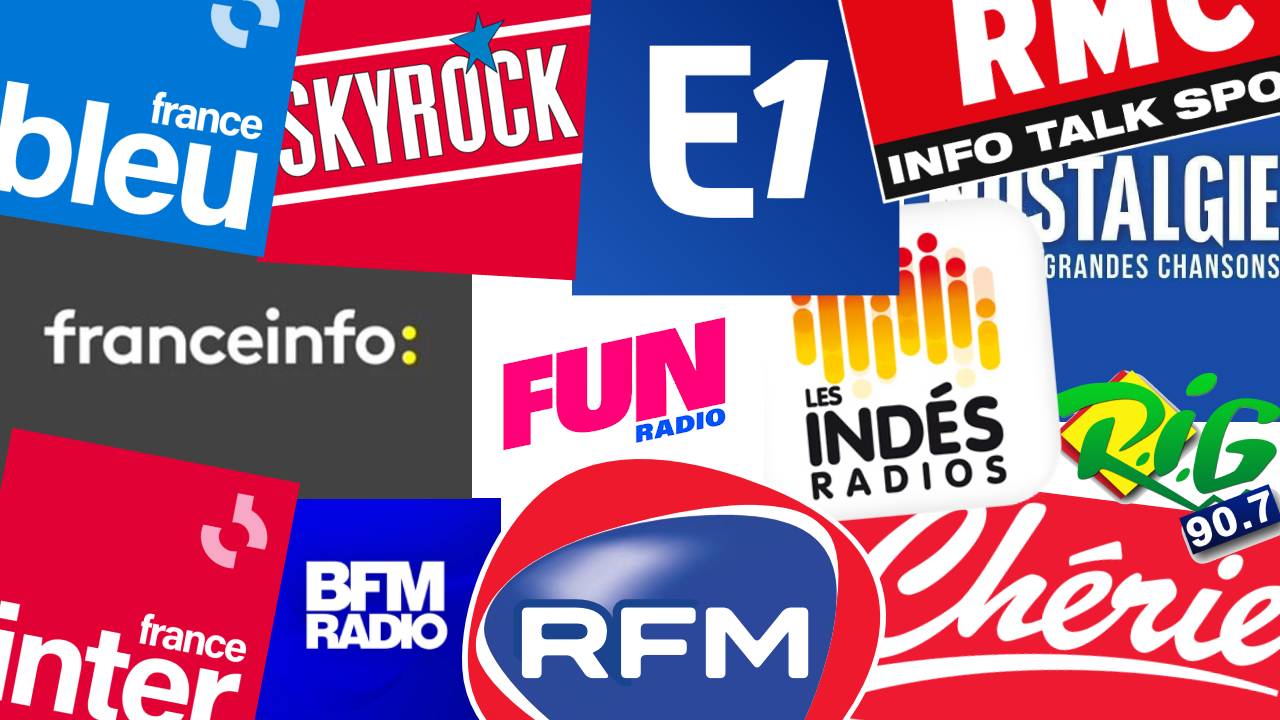 france
bleu
SKYROCK
E1
RMC
INFO TALK SPO
NOSTALGIE
GRANDES CHANSONS
franceinfo:
FUN
RADIO
LES
INDÉS
RADIOS
R.i.G
90.7
france
inter
BFM
RADIO
RFM
Chérie